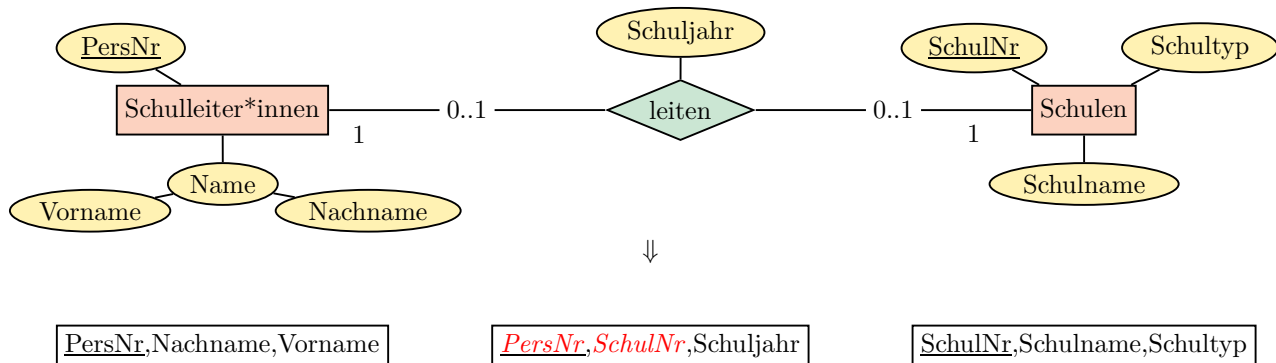 Schuljahr
PersNr
SchulNr
Schultyp
Schulleiter*innen
0..1
leiten
0..1
Schulen
1
1
Name
Schulname
Vorname
Nachname
⇓
PersNr,Nachname,Vorname
PersNr,SchulNr,Schuljahr
SchulNr,Schulname,Schultyp